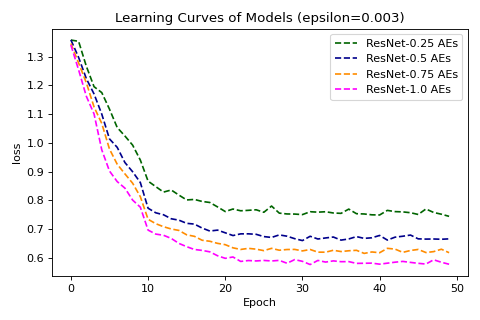 Learning Curves of Models (epsilon=0.003)
ResNet-0.25 AEs
ResNet-0.5 AEs
ResNet-0.75 AEs
ResNet-1.0 AEs
1.3
1.2
1.1
1.0
0.9
0.8
0.7
0.6
loss
0 10 20 30 40 50
Epoch